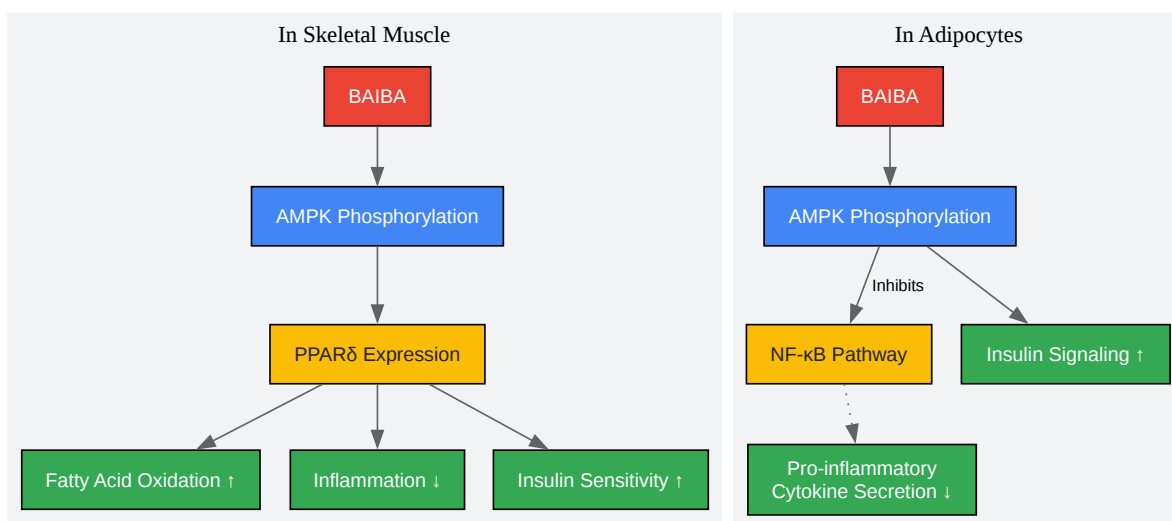 In Skeletal Muscle
BAIBA
AMPK Phosphorylation
PPARδ Expression
Fatty Acid Oxidation ↑
Inflammation ↓
Insulin Sensitivity ↑
In Adipocytes
BAIBA
AMPK Phosphorylation
Inhibits
NF-κB Pathway
Insulin Signaling ↑
Pro-inflammatory
Cytokine Secretion ↓